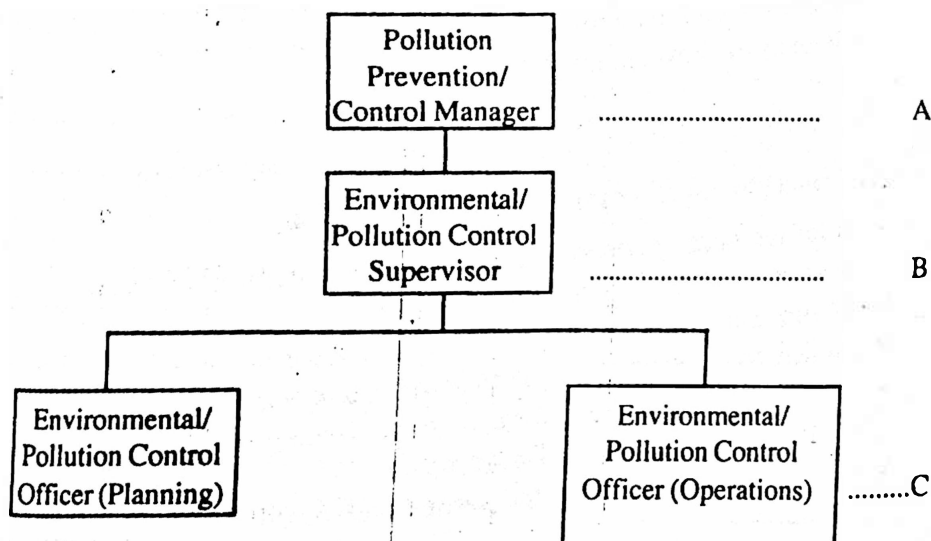 Pollution
Prevention/
Control Manager
.................................. A
Environmental/
Pollution Control
Supervisor
.................................... B
Environmental/
Pollution Control
Officer (Planning)
Environmental/
Pollution Control
Officer (Operations)
.........C